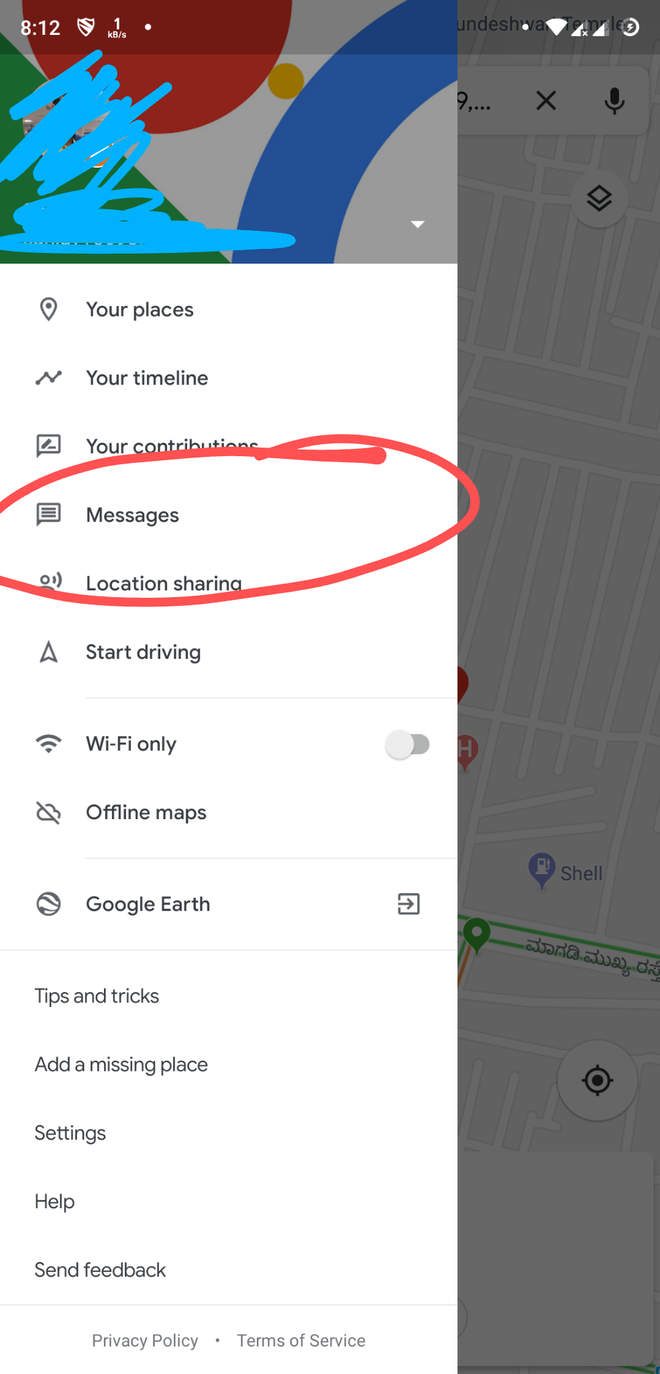 8:12 1 kB/s
undeshwar Temple
9,...
Your places
Your timeline
Your contributions
Messages
Location sharing
Start driving
Wi-Fi only
H
Offline maps
Shell
Google Earth
ಮಾಗಡಿ ಮುಖ್ಯ ರಸ್ತೆ
Tips and tricks
Add a missing place
Settings
Help
Send feedback
Privacy Policy • Terms of Service